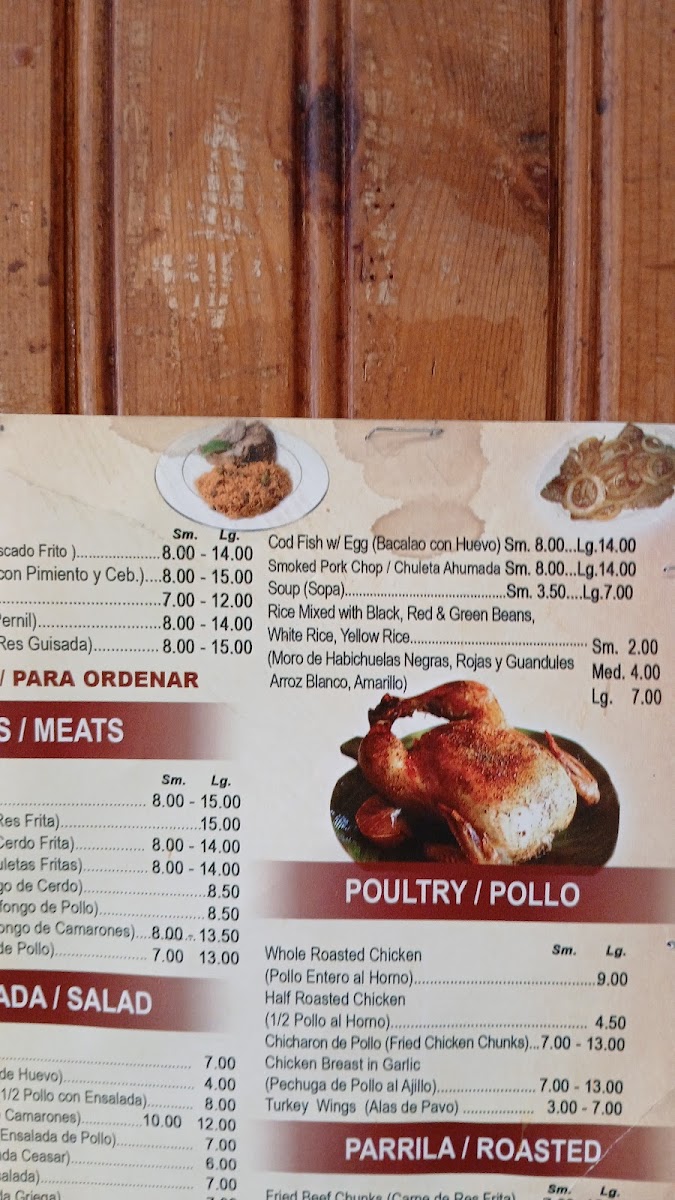 Sm. Lg.
scado Frito )....................8.00 - 14.00
con Pimiento y Ceb.)....8.00 - 15.00
....................................7.00 - 12.00
Pernil)............................8.00 - 14.00
Res Guisada)................ 8.00 - 15.00
/ PARA ORDENAR
S / MEATS
Sm. Lg.
.................................. 8.00 - 15.00
Res Frita).................................15.00
Cerdo Frita)................. 8.00 - 14.00
uletas Fritas)............... 8.00 - 14.00
go de Cerdo)..............................8.50
fongo de Pollo)..........................8.50
ongo de Camarones)....8.00 - 13.50
de Pollo)...................... 7.00 13.00
ADA / SALAD
........................................ 7.00
de Huevo)............................... 4.00
1/2 Pollo con Ensalada)........... 8.00
Camarones)..............10.00 12.00
Ensalada de Pollo)..................... 7.00
da Ceasar)................................ 6.00
salada)..................................... 7.00
da Griega)
Cod Fish w/ Egg (Bacalao con Huevo) Sm. 8.00...Lg.14.00
Smoked Pork Chop / Chuleta Ahumada Sm. 8.00...Lg.14.00
Soup (Sopa)........................................Sm. 3.50....Lg.7.00
Rice Mixed with Black, Red & Green Beans,
White Rice, Yellow Rice............................................ Sm. 2.00
(Moro de Habichuelas Negras, Rojas y Guandules Med. 4.00
Arroz Blanco, Amarillo) Lg. 7.00
POULTRY / POLLO
Sm. Lg.
Whole Roasted Chicken
(Pollo Entero al Horno)............................................9.00
Half Roasted Chicken
(1/2 Pollo al Horno)................................................ 4.50
Chicharon de Pollo (Fried Chicken Chunks)...7.00 - 13.00
Chicken Breast in Garlic
(Pechuga de Pollo al Ajillo)........................7.00 - 13.00
Turkey Wings (Alas de Pavo) .................. 3.00 - 7.00
PARRILA / ROASTED
Sm. Lg.
Fried Beef Chunks (Carne de Res Frita)